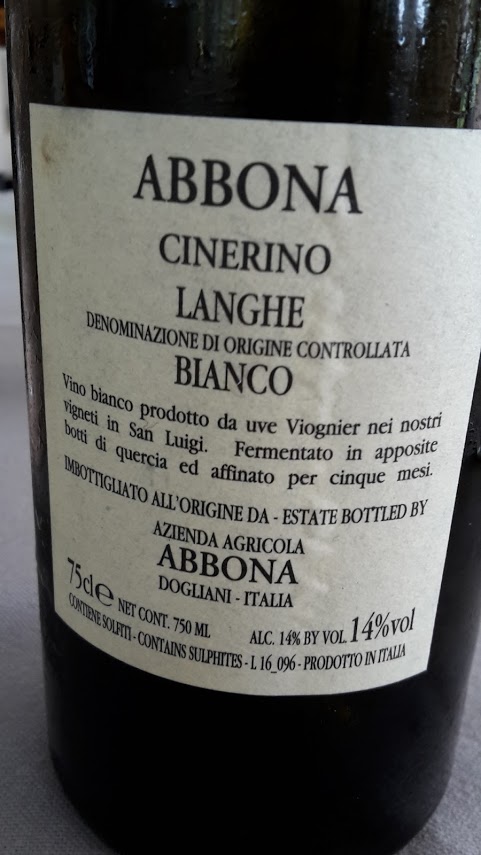 ABBONA
CINERINO
LANGHE
DENOMINAZIONE DI ORIGINE CONTROLLATA
BIANCO
Vino bianco prodotto da uve Viognier nei nostri
vigneti in San Luigi. Fermentato in apposite
botti di quercia ed affinato per cinque mesi.
IMBOTTIGLIATO ALL'ORIGINE DA - ESTATE BOTTLED BY
AZIENDA AGRICOLA
ABBONA
DOGLIANI - ITALIA
75cl e NET CONT. 750 ML ALC. 14% BY VOL. 14%vol
CONTIENE SOLFITI - CONTAINS SULPHITES - L 16_096 - PRODOTTO IN ITALIA